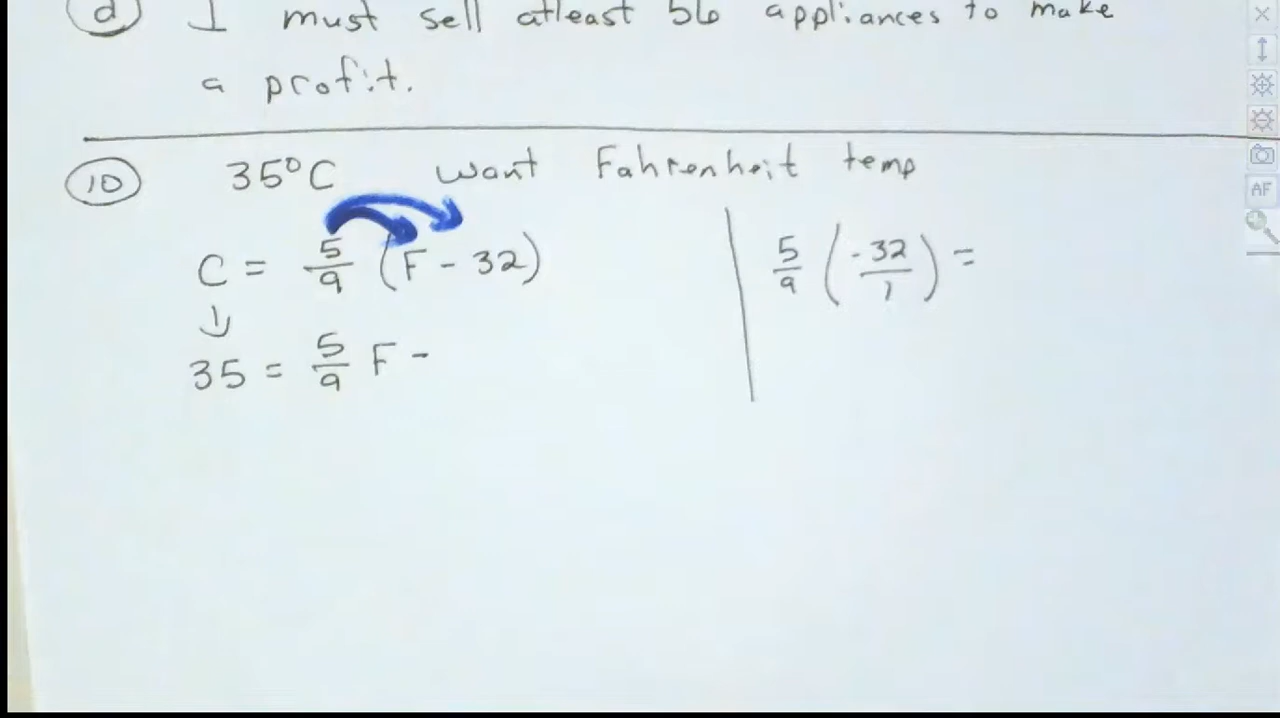 d I must sell atleast 56 appliances to make
a profit.
10 35°C want Fahrenheit temp
C = 5/9 (F - 32)
5/9 (-32/1) =
↓
35 = 5/9 F -
AF